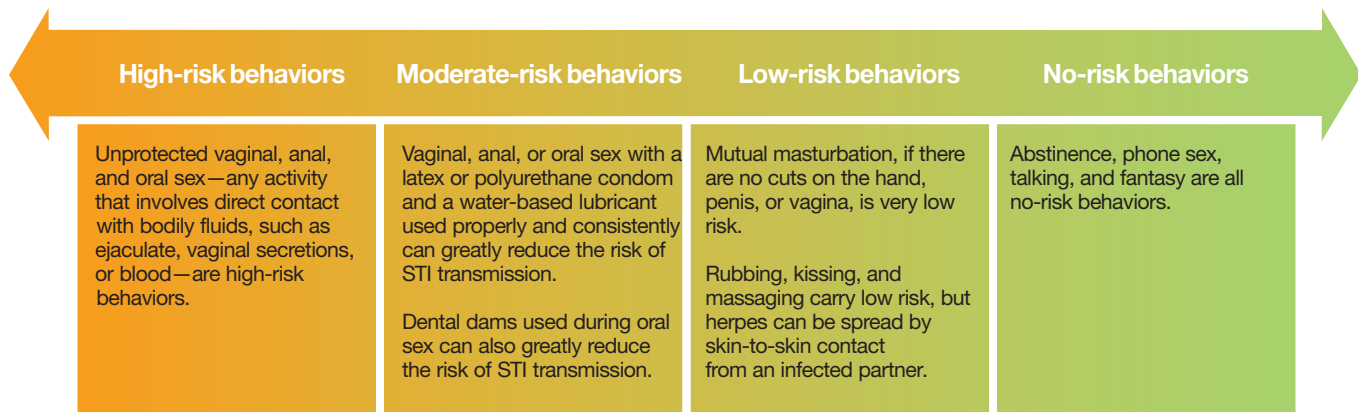 High-risk behaviors
Moderate-risk behaviors
Low-risk behaviors
No-risk behaviors
Unprotected vaginal, anal,
and oral sex—any activity
that involves direct contact
with bodily fluids, such as
ejaculate, vaginal secretions,
or blood—are high-risk
behaviors.
Vaginal, anal, or oral sex with a
latex or polyurethane condom
and a water-based lubricant
used properly and consistently
can greatly reduce the risk of
STI transmission.
Dental dams used during oral
sex can also greatly reduce
the risk of STI transmission.
Mutual masturbation, if there
are no cuts on the hand,
penis, or vagina, is very low
risk.
Rubbing, kissing, and
massaging carry low risk, but
herpes can be spread by
skin-to-skin contact
from an infected partner.
Abstinence, phone sex,
talking, and fantasy are all
no-risk behaviors.